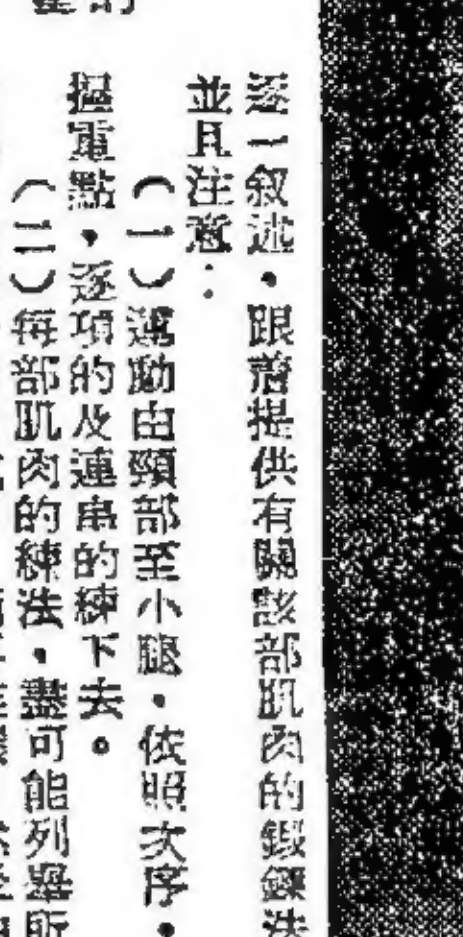 逐一叙述，跟着提供有關該部肌肉的鍛鍊法
並且注意：
（一）運動由頸部至小腿，依照次序，
握重點，逐項的及連串的練下去。
（二）每部肌肉的練法，盡可能列舉所